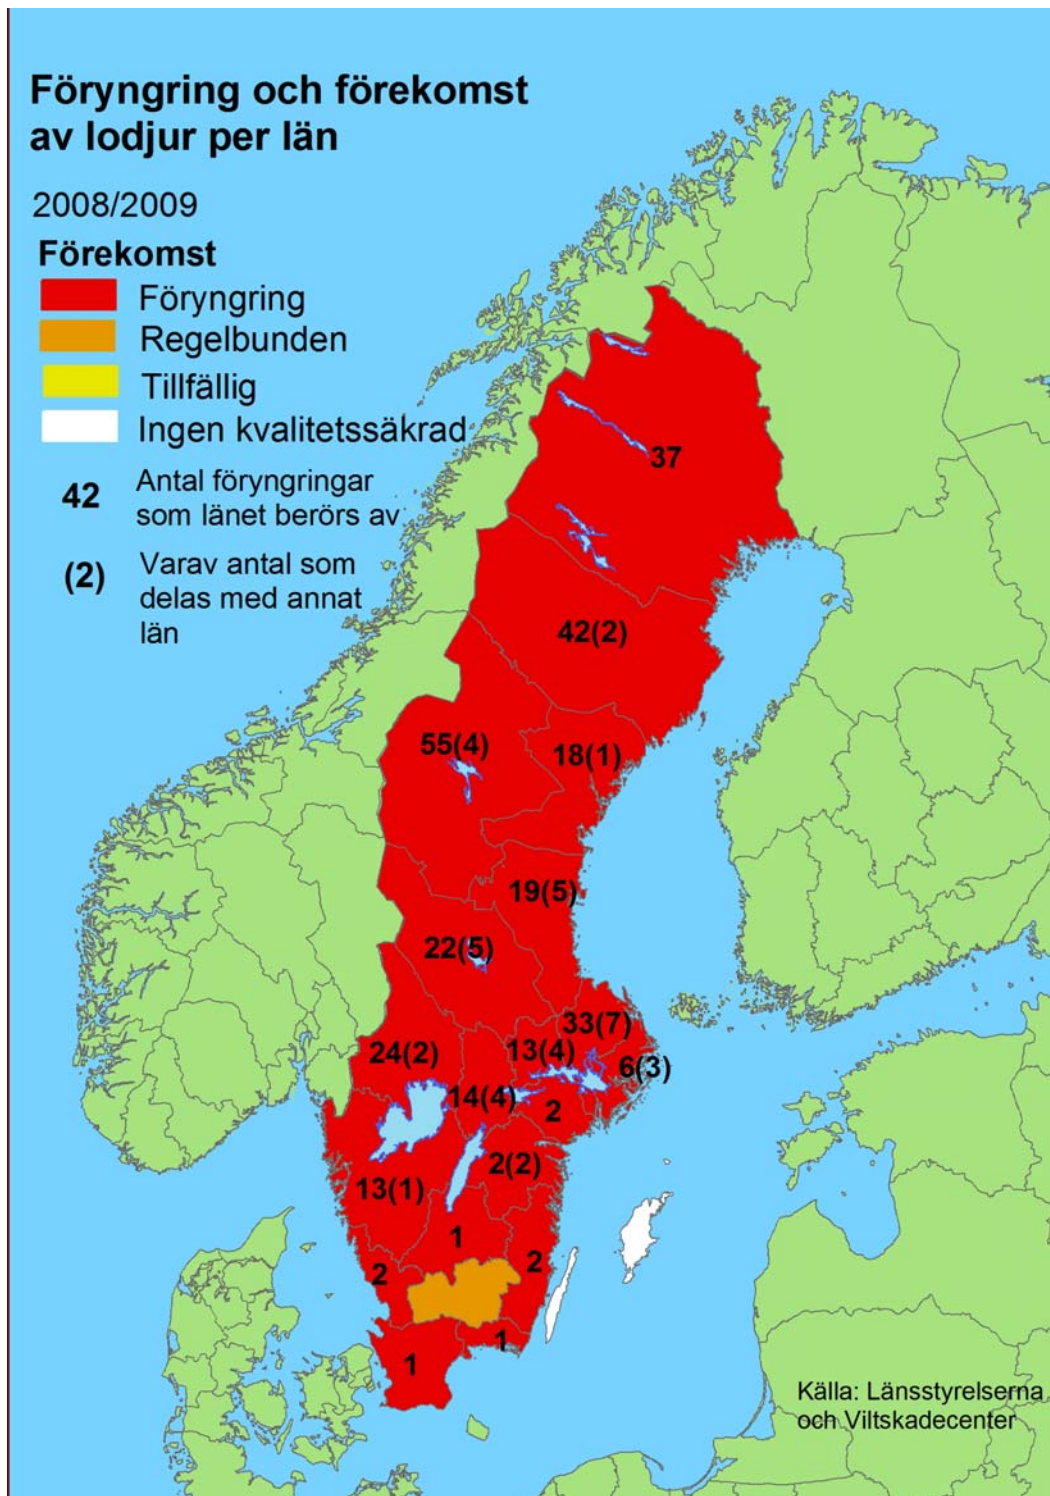 Föryngring och förekomst
av lodjur per län
2008/2009
Förekomst
Föryngring
Regelbunden
Tillfällig
Ingen kvalitetssäkrad
42 Antal föryngringar
som länet berörs av
(2) Varav antal som
delas med annat
län
37
42(2)
55(4)
18(1)
19(5)
22(5)
33(7)
24(2)
13(4)
6(3)
14(4)
2
2(2)
13(1)
1
2
2
1
1
Källa: Länsstyrelserna
och Viltskadecenter